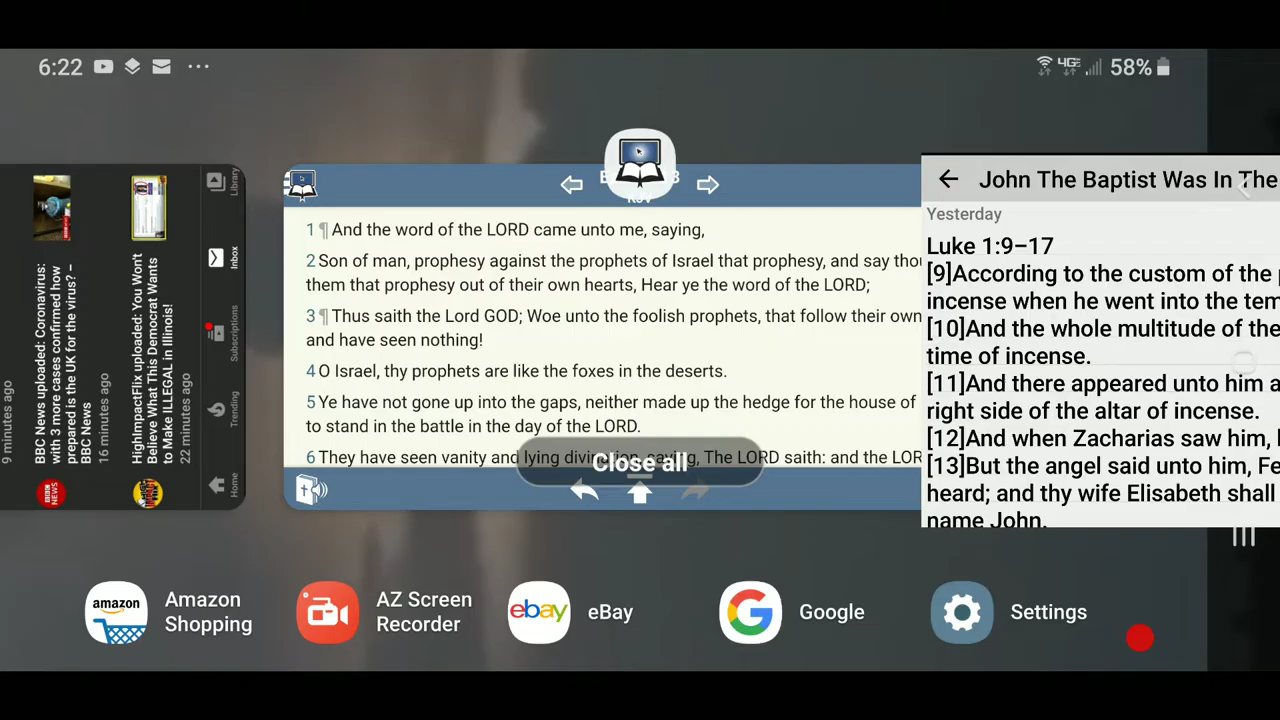 6:22
58%
Library
Inbox
Subscriptions
Trending
Home
BBC News uploaded: Coronavirus:
with 3 more cases confirmed how
prepared is the UK for the virus? –
BBC News
16 minutes ago
9 minutes ago
HighImpactFlix uploaded: You Won't
Believe What This Democrat Wants
to Make ILLEGAL in Illinois!
22 minutes ago
BBC
NEWS
KJV
1 ¶ And the word of the LORD came unto me, saying,
2 Son of man, prophesy against the prophets of Israel that prophesy, and say thou
them that prophesy out of their own hearts, Hear ye the word of the LORD;
3 ¶ Thus saith the Lord GOD; Woe unto the foolish prophets, that follow their own
and have seen nothing!
4 O Israel, thy prophets are like the foxes in the deserts.
5 Ye have not gone up into the gaps, neither made up the hedge for the house of
to stand in the battle in the day of the LORD.
6 They have seen vanity and lying divination, saying, The LORD saith: and the LOR
Close all
John The Baptist Was In The
Yesterday
Luke 1:9–17
[9]According to the custom of the p
incense when he went into the tem
[10]And the whole multitude of the
time of incense.
[11]And there appeared unto him a
right side of the altar of incense.
[12]And when Zacharias saw him, h
[13]But the angel said unto him, Fe
heard; and thy wife Elisabeth shall
name John.
amazon
Amazon
Shopping
AZ Screen
Recorder
ebay
eBay
Google
Settings